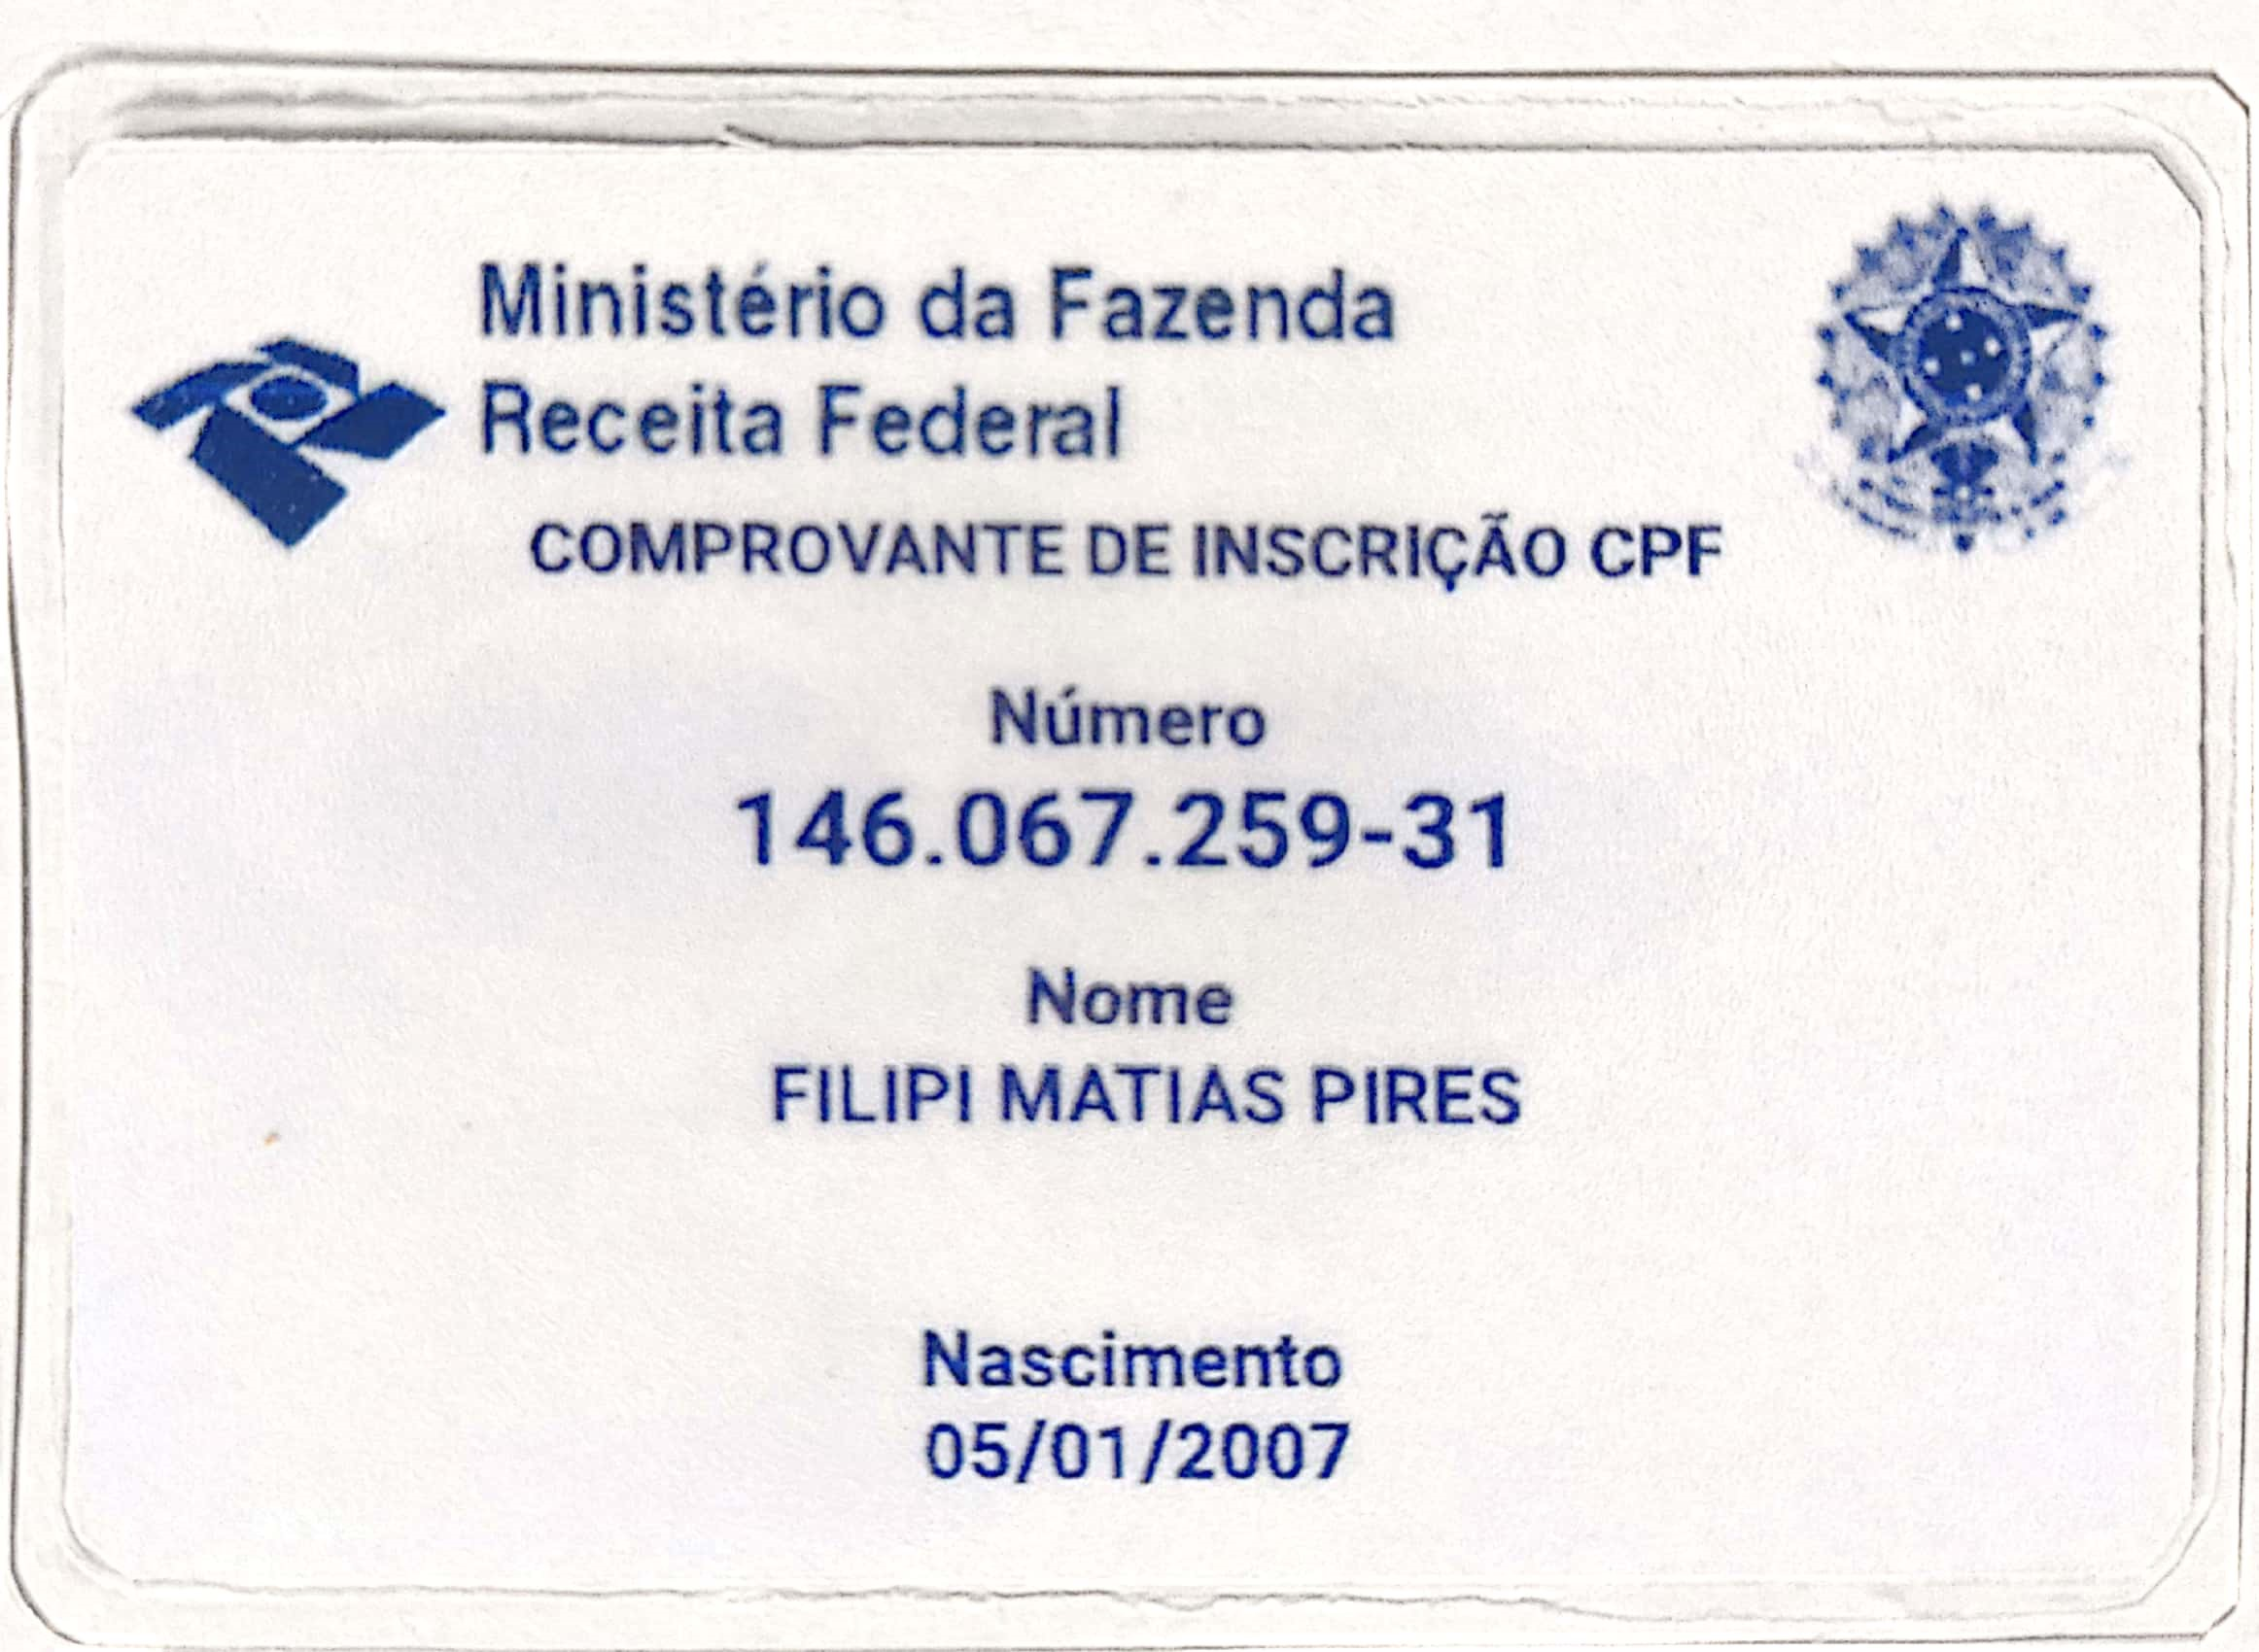 Ministério da Fazenda
Receita Federal
COMPROVANTE DE INSCRIÇÃO CPF
Número
146.067.259-31
Nome
FILIPI MATIAS PIRES
Nascimento
05/01/2007